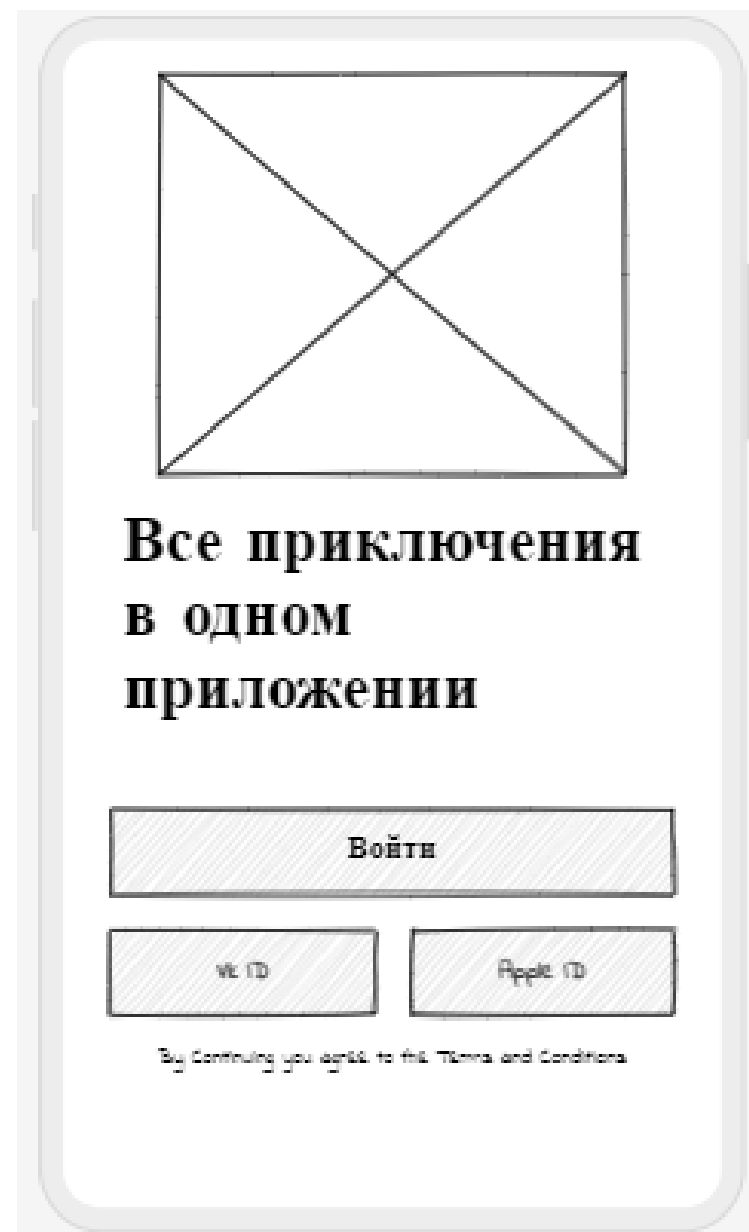 Все приключения
в одном
приложении
Войти
Vk ID
Apple ID
By Continuing you agree to the Terms and Conditions